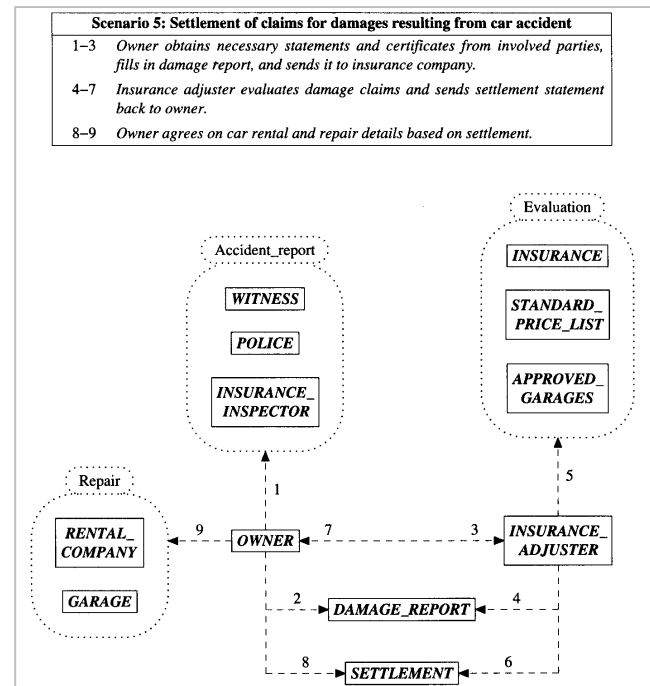 Scenario 5: Settlement of claims for damages resulting from car accident
1–3 Owner obtains necessary statements and certificates from involved parties,
fills in damage report, and sends it to insurance company.
4–7 Insurance adjuster evaluates damage claims and sends settlement statement
back to owner.
8–9 Owner agrees on car rental and repair details based on settlement.
Evaluation
Accident_report
INSURANCE
WITNESS
STANDARD_
PRICE_LIST
POLICE
INSURANCE_
INSPECTOR
APPROVED_
GARAGES
Repair
1
5
RENTAL_
COMPANY
9
OWNER
7
3
INSURANCE_
ADJUSTER
GARAGE
2
DAMAGE_REPORT
4
8
SETTLEMENT
6